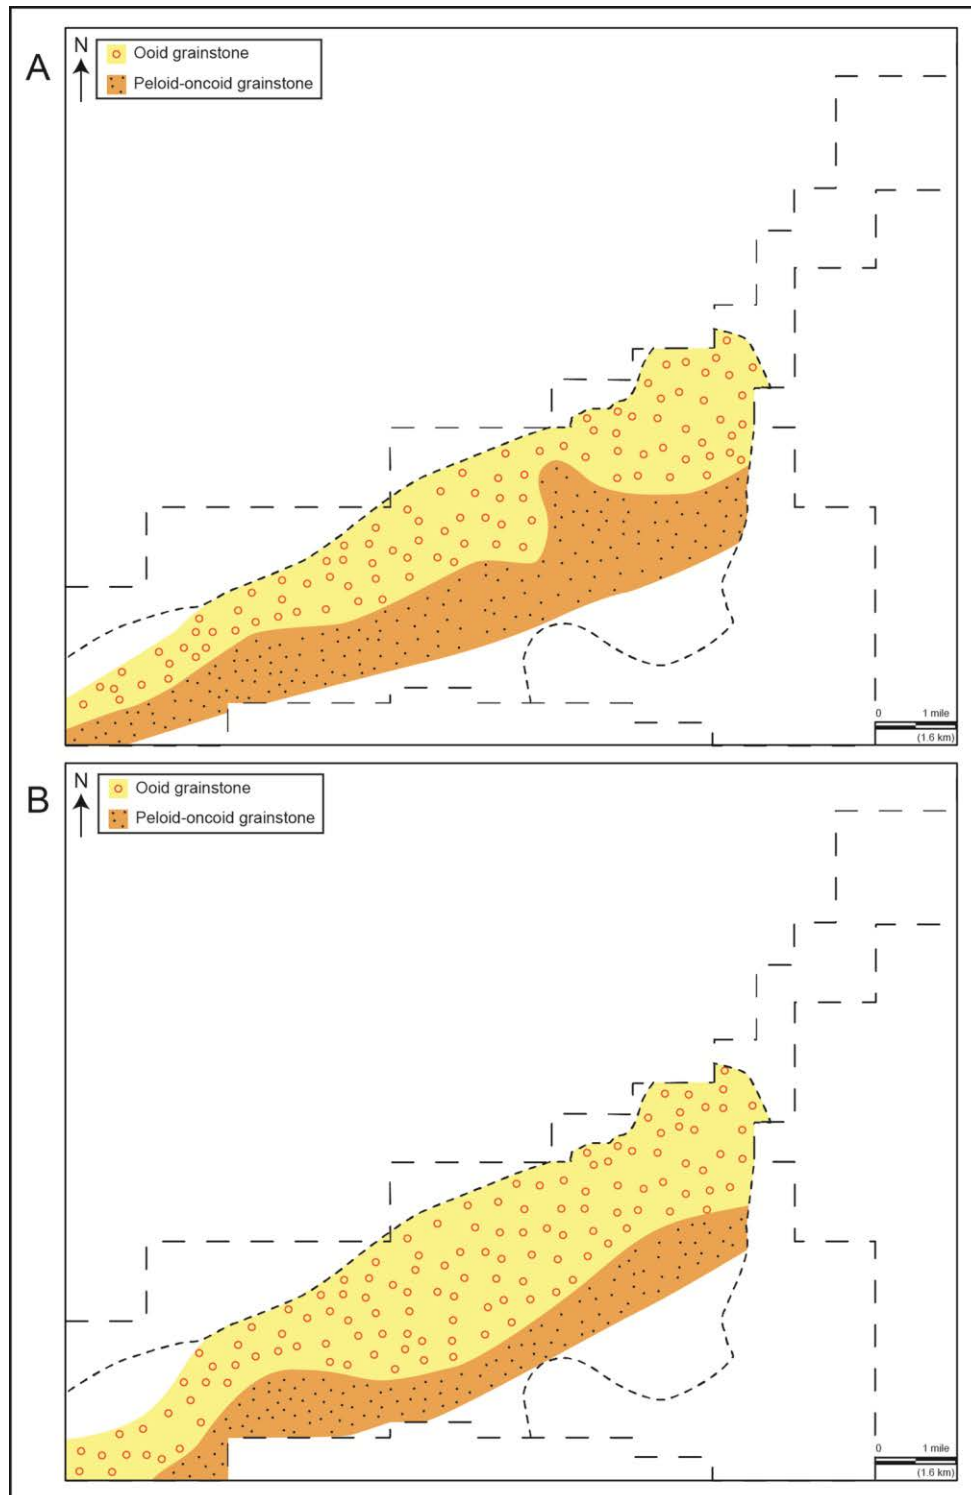 A
N
Ooid grainstone
Peloid-oncoid grainstone
0 1 mile
(1.6 km)
B
N
Ooid grainstone
Peloid-oncoid grainstone
0 1 mile
(1.6 km)